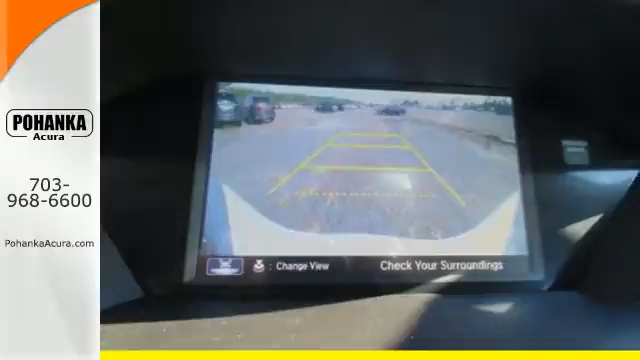 POHANKA
Acura
703-
968-6600
PohankaAcura.com
: Change View
Check Your Surroundings